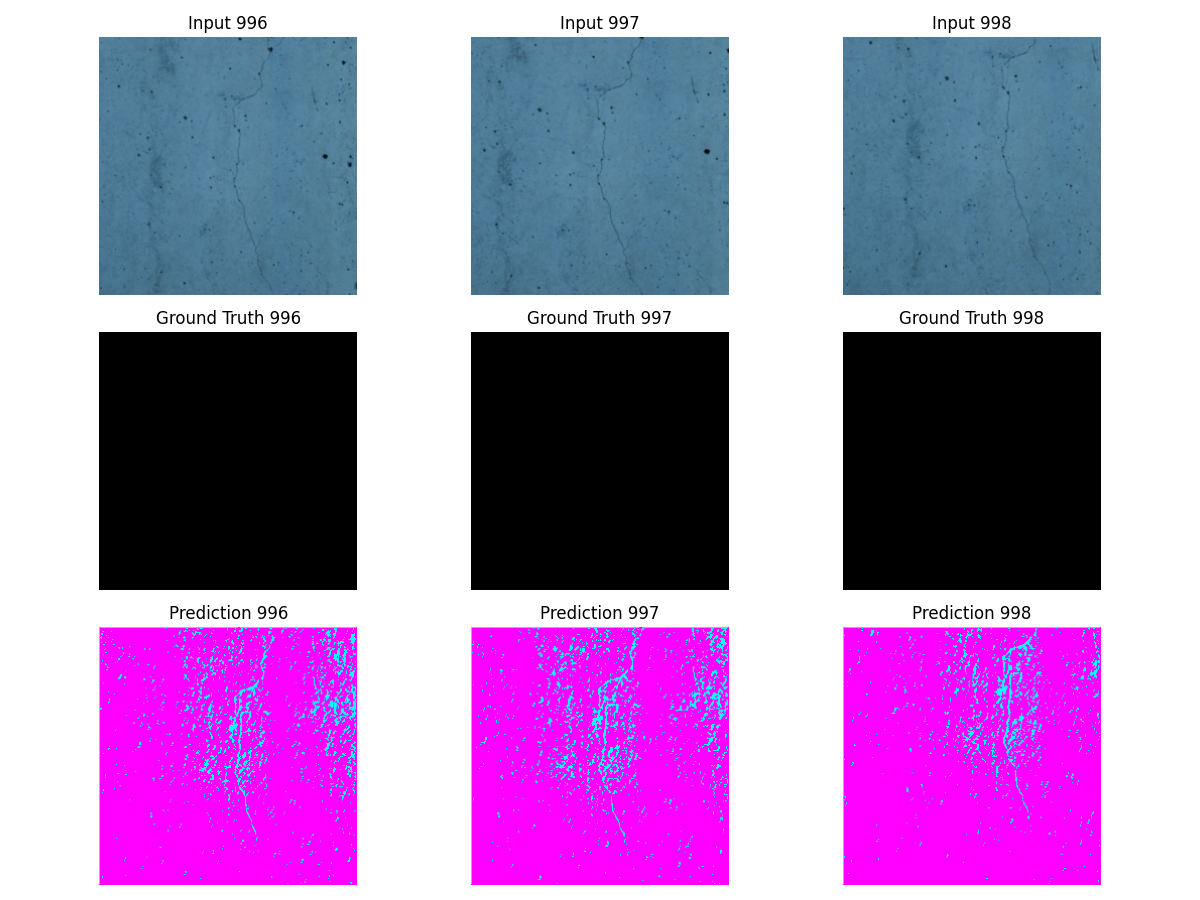 Input 996
Input 997
Input 998
Ground Truth 996
Ground Truth 997
Ground Truth 998
Prediction 996
Prediction 997
Prediction 998